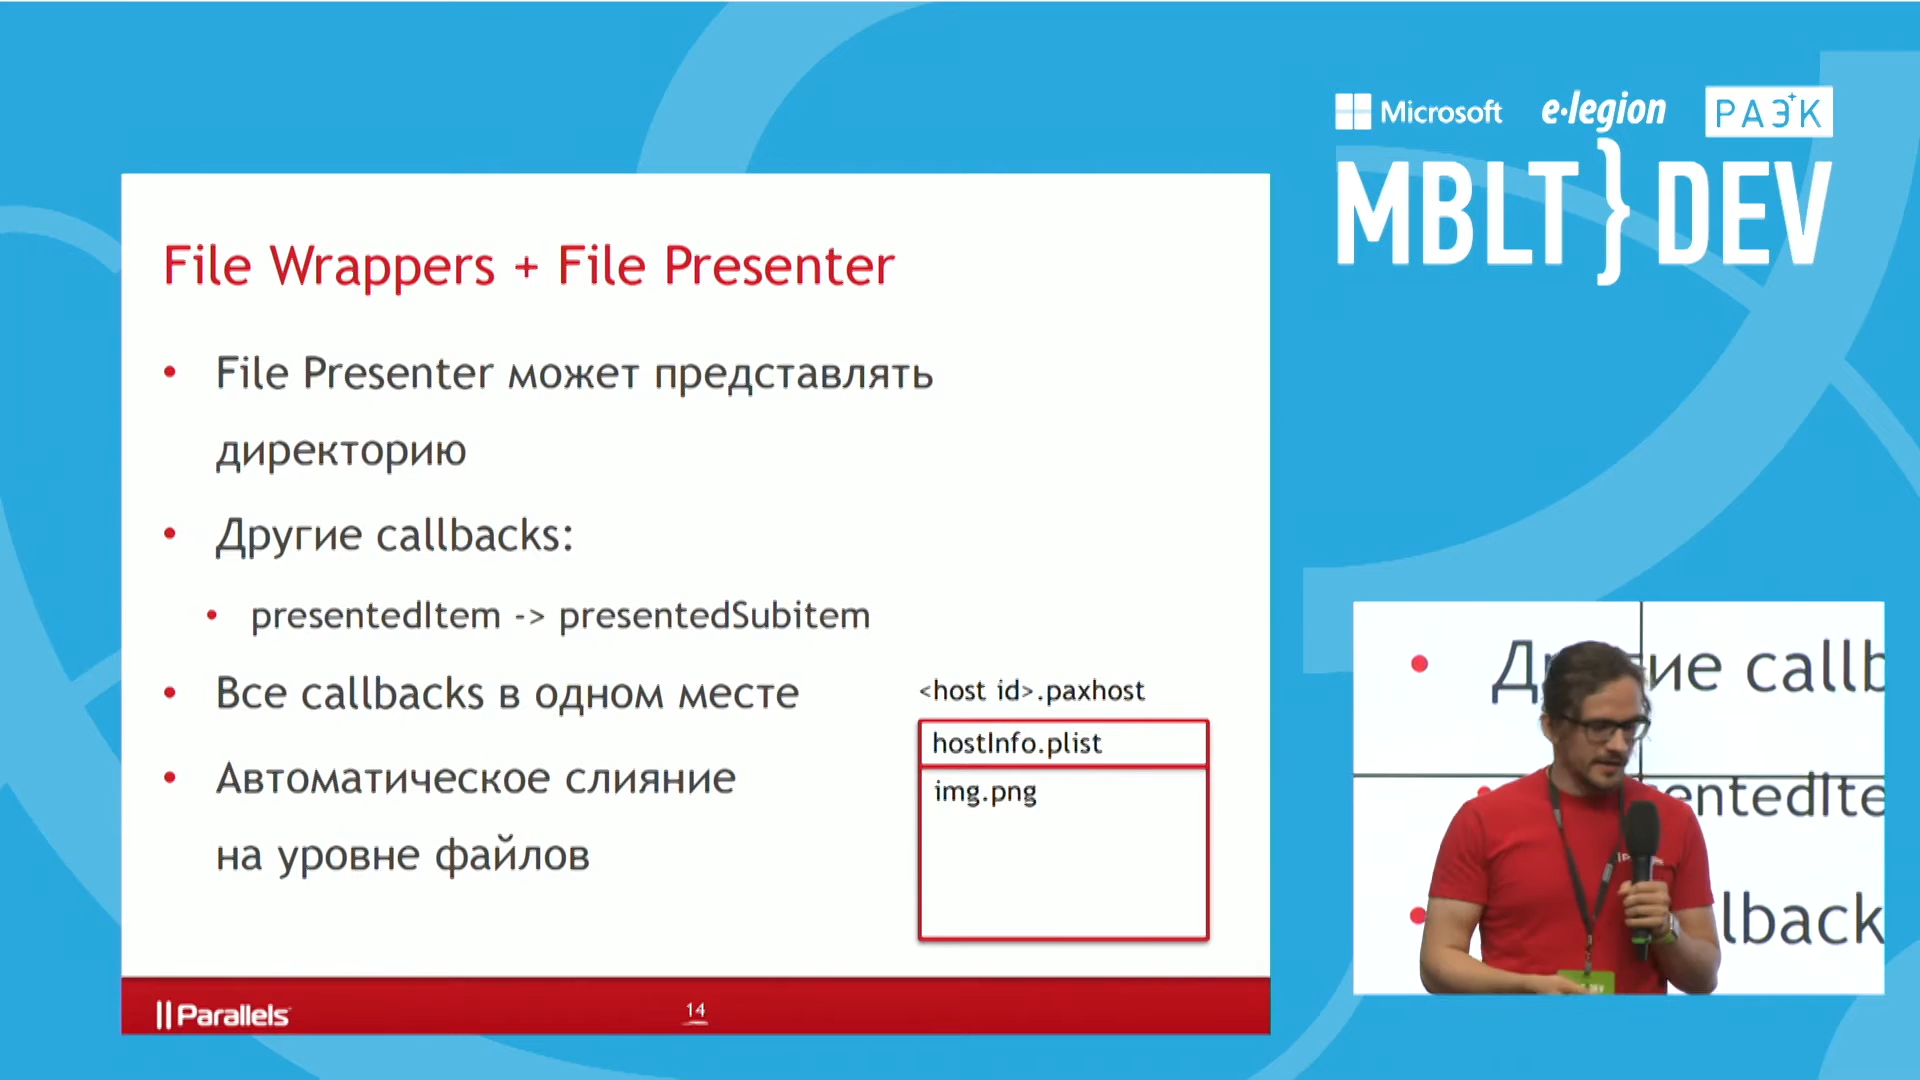 Microsoft
e·legion
РАЭК
MBLT}DEV
File Wrappers + File Presenter
• File Presenter может представлять
директорию
• Другие callbacks:
• presentedItem -> presentedSubitem
• Все callbacks в одном месте
• Автоматическое слияние
на уровне файлов
<host id>.paxhost
hostInfo.plist
img.png
Parallels
14
ие callb
entedIte
lback